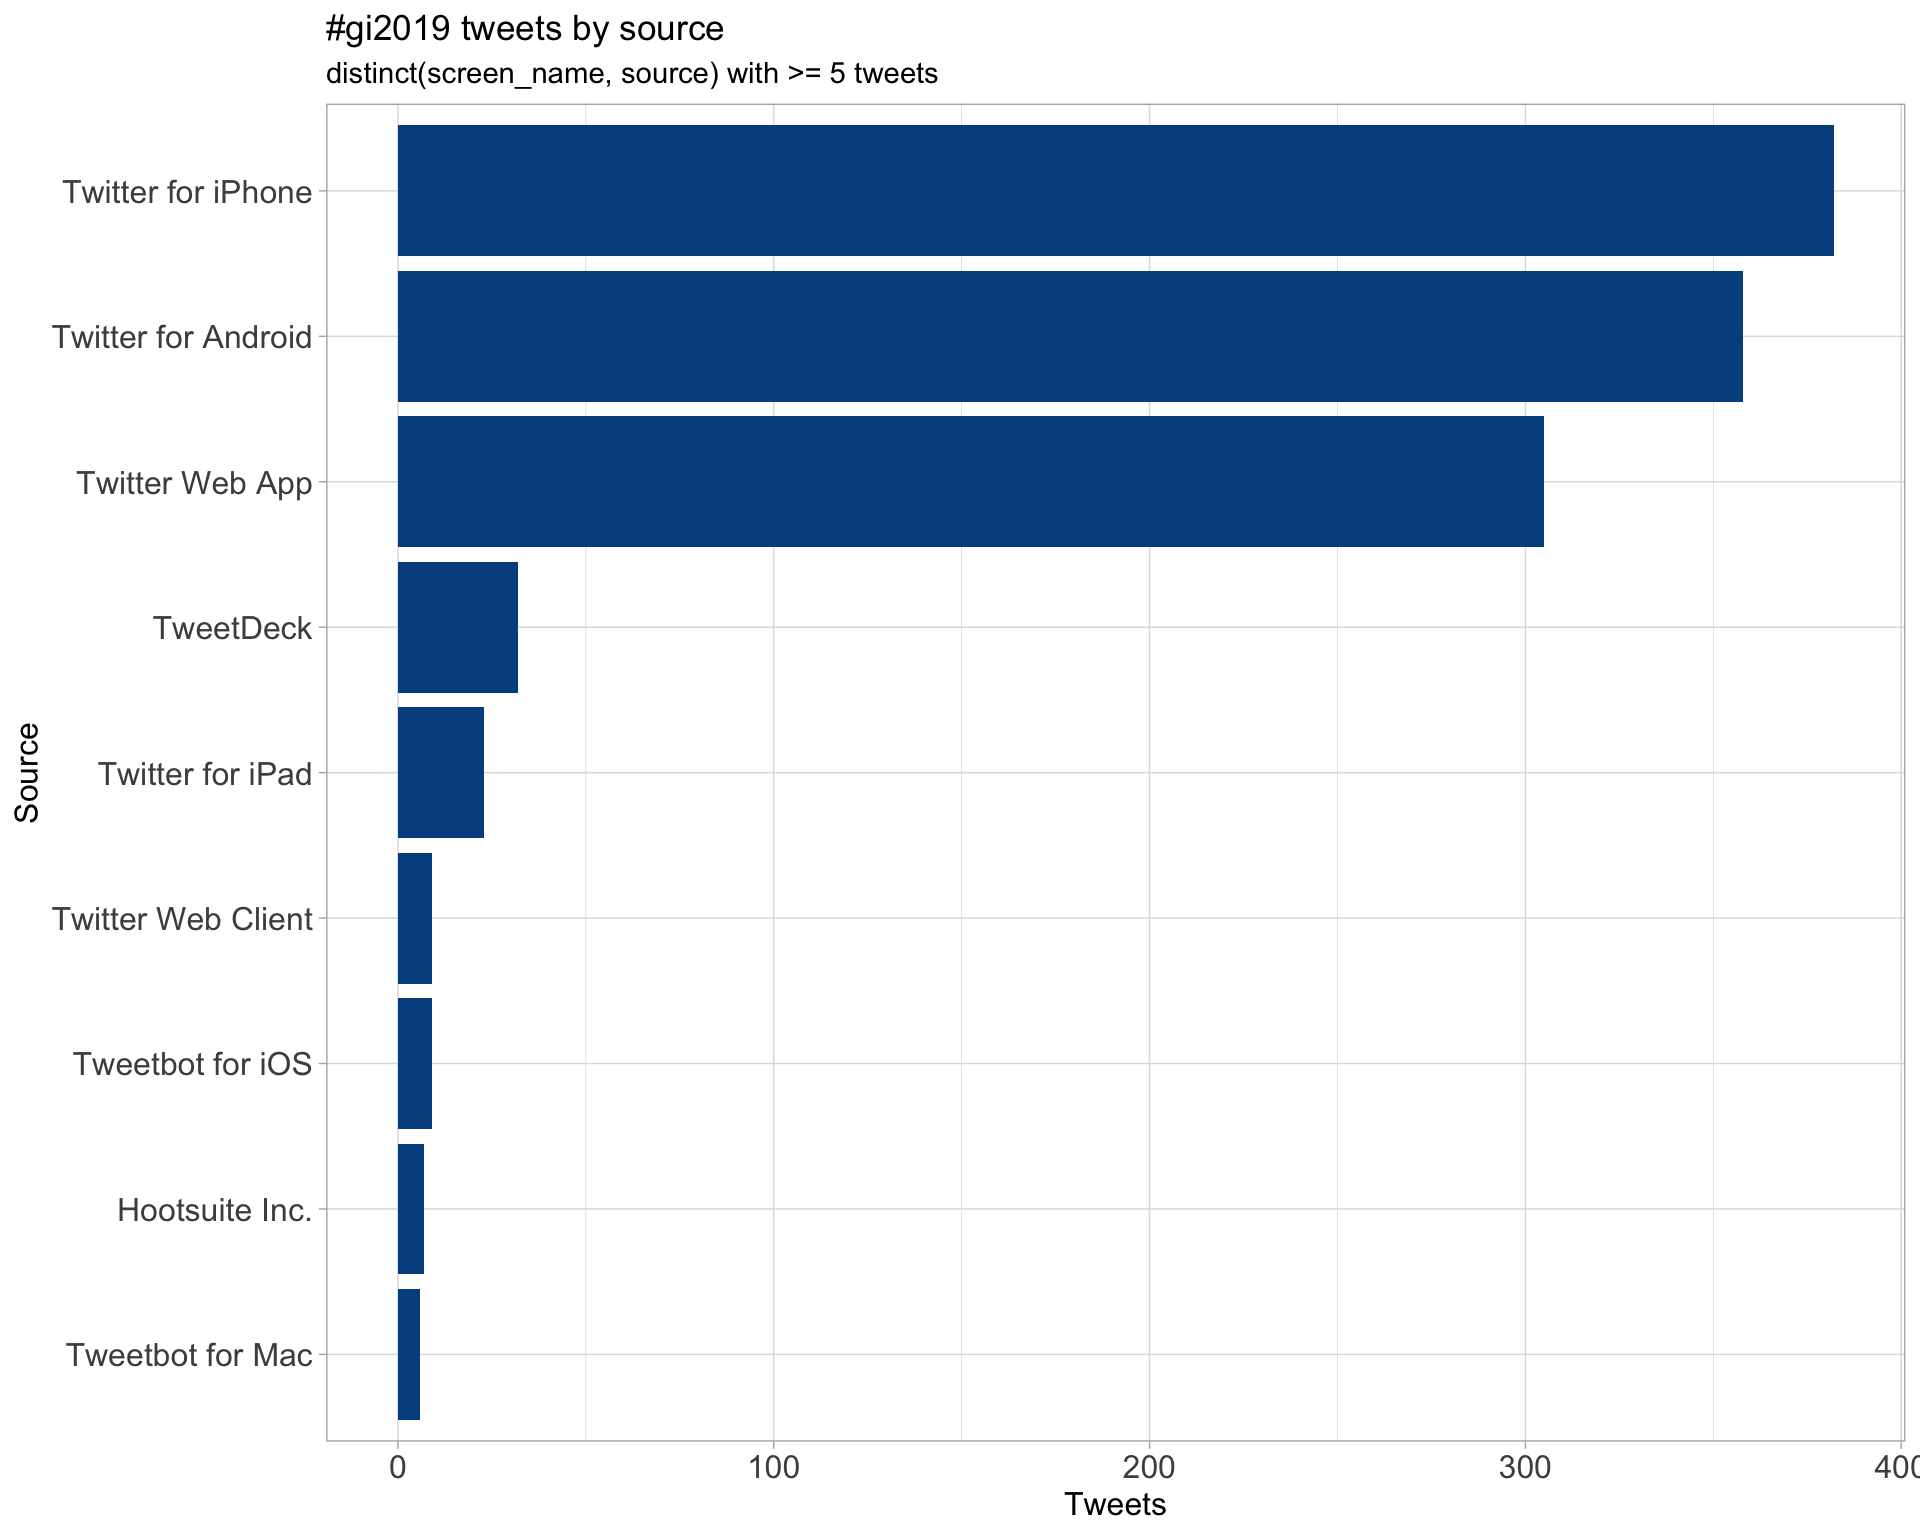 #gi2019 tweets by source
distinct(screen_name, source) with >= 5 tweets
Twitter for iPhone
Twitter for Android
Twitter Web App
TweetDeck
Twitter for iPad
Twitter Web Client
Tweetbot for iOS
Hootsuite Inc.
Tweetbot for Mac
Source
0 100 200 300 400
Tweets